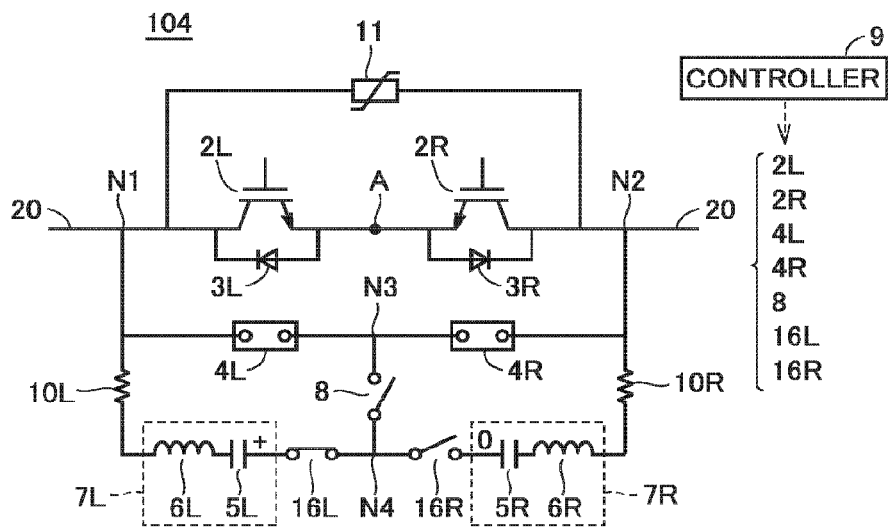 104
11
9
CONTROLLER
2L
2R
4L
4R
8
16L
16R
2L
2R
N1
A
N2
20
20
3L
3R
N3
4L
4R
10L
8
10R
+
0
7L
6L
5L
16L
N4
16R
5R
6R
7R